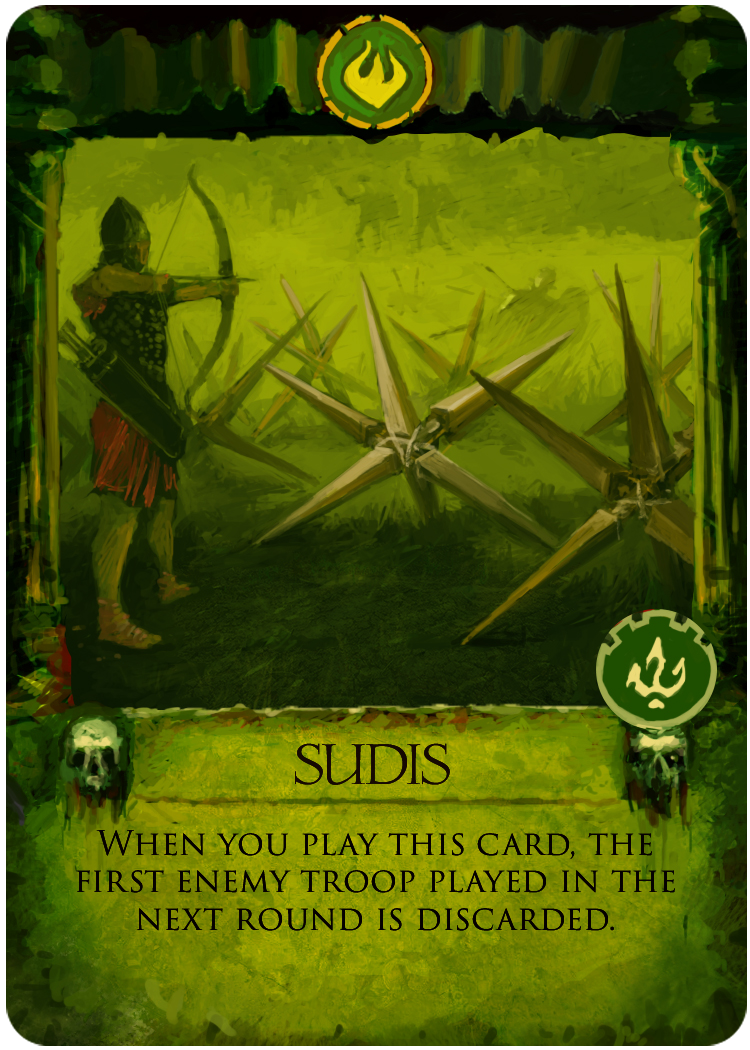 SUDIS
WHEN YOU PLAY THIS CARD, THE
FIRST ENEMY TROOP PLAYED IN THE
NEXT ROUND IS DISCARDED.